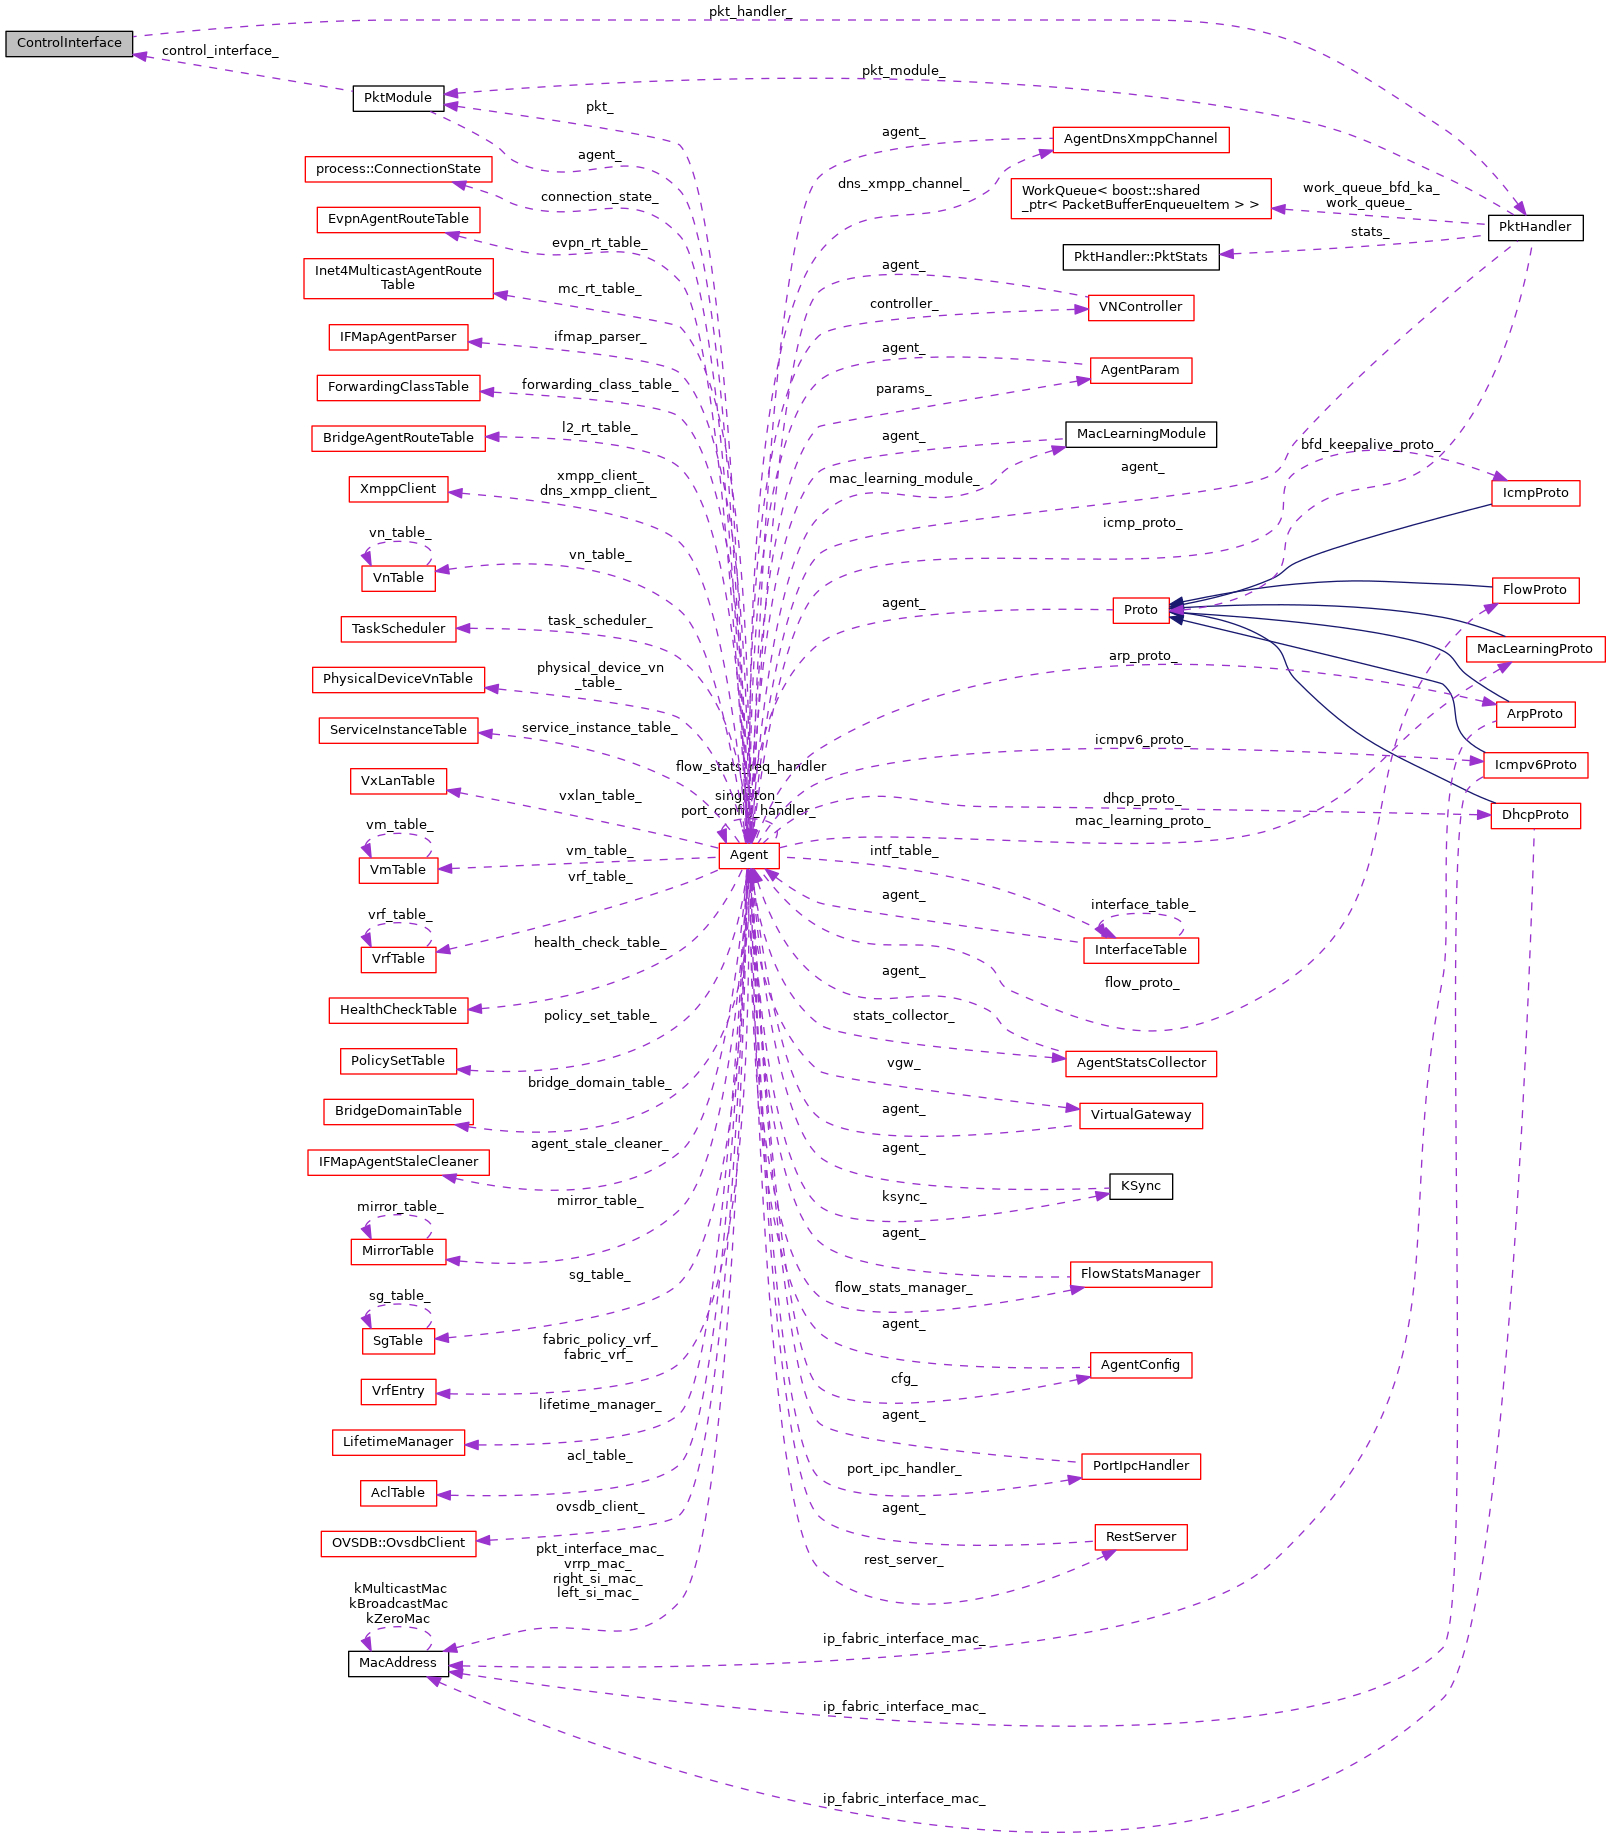 pkt_handler_
ControlInterface
control_interface_
PktModule
pkt_module_
pkt_
agent_
process::ConnectionState
connection_state_
EvpnAgentRouteTable
evpn_rt_table_
Inet4MulticastAgentRoute
Table
mc_rt_table_
IFMapAgentParser
ifmap_parser_
ForwardingClassTable
forwarding_class_table_
BridgeAgentRouteTable
l2_rt_table_
XmppClient
xmpp_client_
dns_xmpp_client_
vn_table_
VnTable
vn_table_
TaskScheduler
task_scheduler_
PhysicalDeviceVnTable
physical_device_vn
_table_
ServiceInstanceTable
service_instance_table_
VxLanTable
vxlan_table_
vm_table_
VmTable
vm_table_
vrf_table_
vrf_table_
VrfTable
HealthCheckTable
health_check_table_
PolicySetTable
policy_set_table_
BridgeDomainTable
bridge_domain_table_
IFMapAgentStaleCleaner
agent_stale_cleaner_
mirror_table_
MirrorTable
mirror_table_
sg_table_
SgTable
sg_table_
VrfEntry
fabric_policy_vrf_
fabric_vrf_
LifetimeManager
lifetime_manager_
AclTable
acl_table_
OVSDB::OvsdbClient
ovsdb_client_
pkt_interface_mac_
vrrp_mac_
right_si_mac_
left_si_mac_
kMulticastMac
kBroadcastMac
kZeroMac
MacAddress
flow_stats_req_handler
_
singleton_
port_config_handler_
Agent
agent_
AgentDnsXmppChannel
dns_xmpp_channel_
WorkQueue< boost::shared
_ptr< PacketBufferEnqueueItem > >
work_queue_bfd_ka_
work_queue_
PktHandler
PktHandler::PktStats
stats_
agent_
VNController
controller_
agent_
AgentParam
params_
agent_
MacLearningModule
mac_learning_module_
agent_
bfd_keepalive_proto_
IcmpProto
icmp_proto_
agent_
Proto
FlowProto
MacLearningProto
arp_proto_
ArpProto
icmpv6_proto_
Icmpv6Proto
dhcp_proto_
DhcpProto
mac_learning_proto_
intf_table_
agent_
interface_table_
InterfaceTable
flow_proto_
agent_
AgentStatsCollector
stats_collector_
vgw_
VirtualGateway
agent_
agent_
KSync
ksync_
agent_
FlowStatsManager
flow_stats_manager_
agent_
AgentConfig
cfg_
agent_
PortIpcHandler
port_ipc_handler_
agent_
RestServer
rest_server_
ip_fabric_interface_mac_
ip_fabric_interface_mac_
ip_fabric_interface_mac_